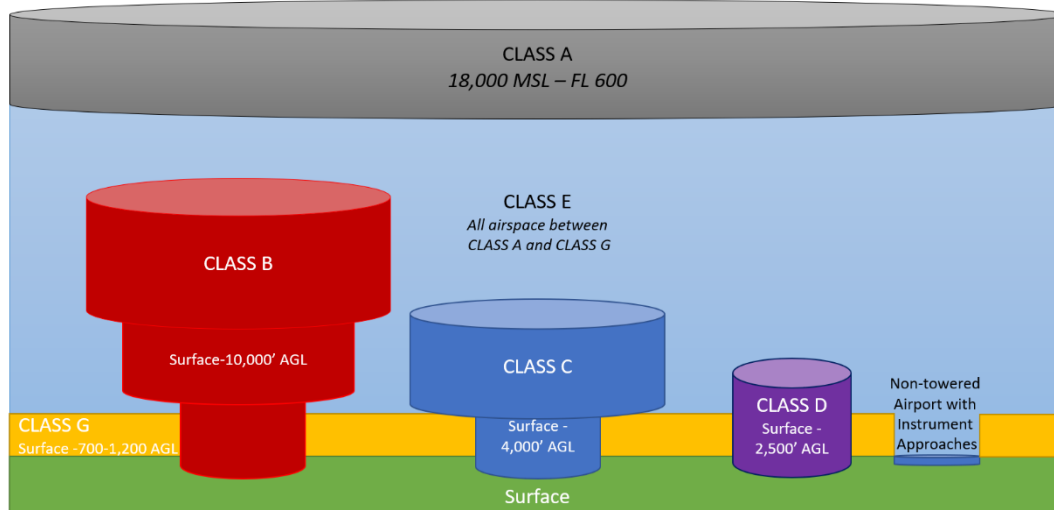 CLASS A
18,000 MSL – FL 600
CLASS E
All airspace between
CLASS A and CLASS G
CLASS B
Surface-10,000’ AGL
CLASS C
Surface -
4,000’ AGL
CLASS D
Surface -
2,500’ AGL
Non-towered
Airport with
Instrument
Approaches
CLASS G
Surface -700-1,200 AGL
Surface